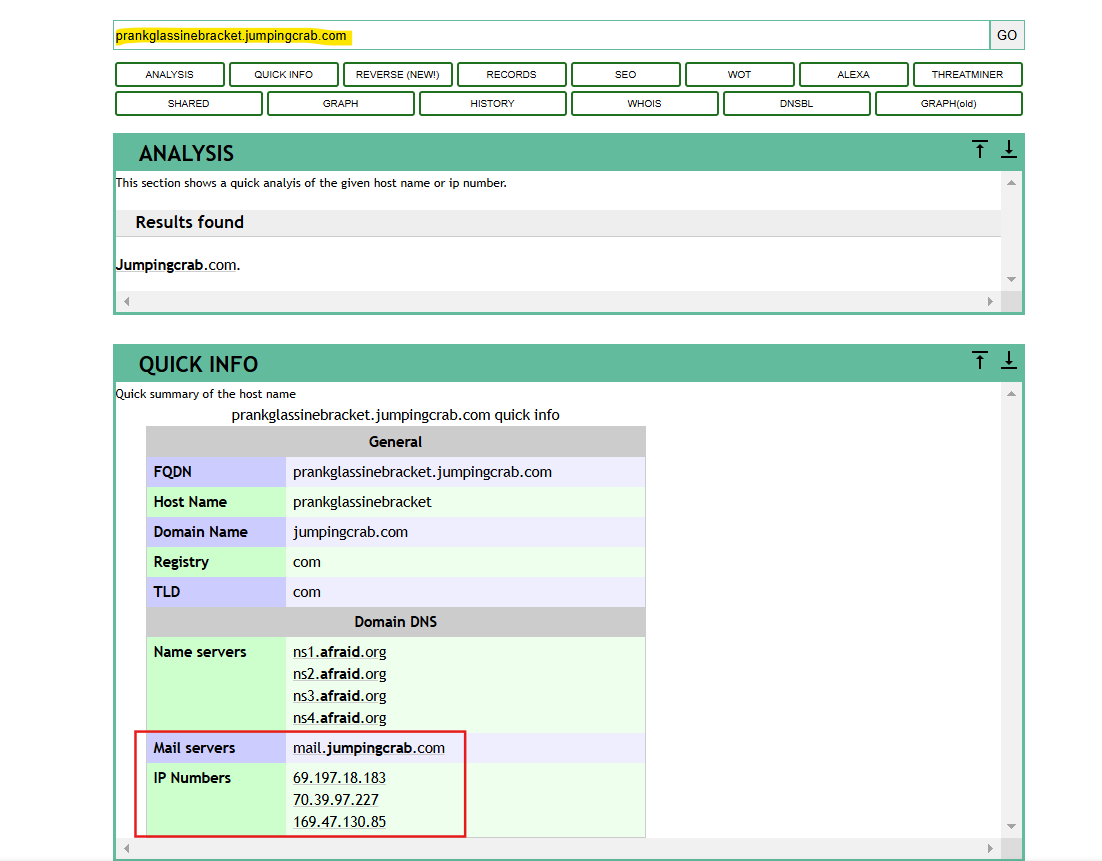 prankglassinebracket.jumpingcrab.com GO
ANALYSIS QUICK INFO REVERSE (NEW!) RECORDS SEO WOT ALEXA THREATMINER
SHARED GRAPH HISTORY WHOIS DNSBL GRAPH(old)
ANALYSIS
This section shows a quick analyis of the given host name or ip number.
Results found
Jumpingcrab.com.
QUICK INFO
Quick summary of the host name
prankglassinebracket.jumpingcrab.com quick info
General
FQDN prankglassinebracket.jumpingcrab.com
Host Name prankglassinebracket
Domain Name jumpingcrab.com
Registry com
TLD com
Domain DNS
Name servers ns1.afraid.org
ns2.afraid.org
ns3.afraid.org
ns4.afraid.org
Mail servers mail.jumpingcrab.com
IP Numbers 69.197.18.183
70.39.97.227
169.47.130.85